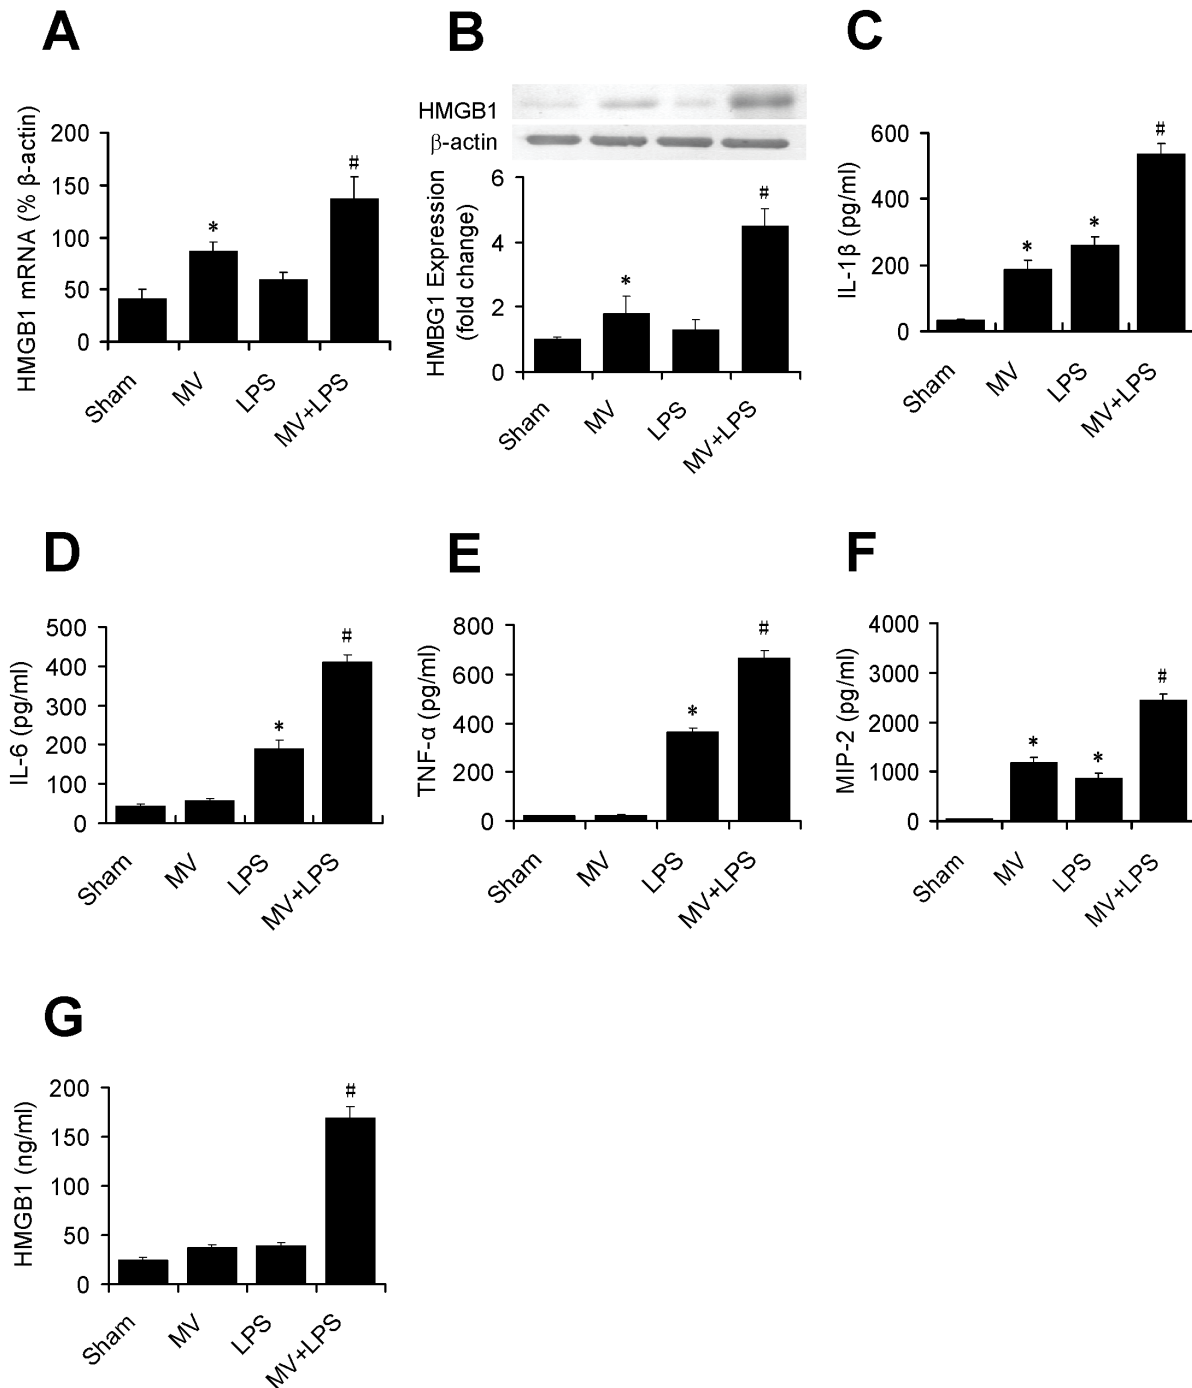 A
HMGB1 mRNA (% β-actin)
200
150
100
50
0
*
#
Sham
MV
LPS
MV+LPS
B
HMGB1
β-actin
HMBG1 Expression
(fold change)
6
4
2
0
*
#
Sham
MV
LPS
MV+LPS
C
IL-1β (pg/ml)
600
400
200
0
*
*
#
Sham
MV
LPS
MV+LPS
D
IL-6 (pg/ml)
500
400
300
200
100
0
*
#
Sham
MV
LPS
MV+LPS
E
TNF-α (pg/ml)
800
600
400
200
0
*
#
Sham
MV
LPS
MV+LPS
F
MIP-2 (pg/ml)
4000
3000
2000
1000
0
*
*
#
Sham
MV
LPS
MV+LPS
G
HMGB1 (ng/ml)
200
150
100
50
0
#
Sham
MV
LPS
MV+LPS